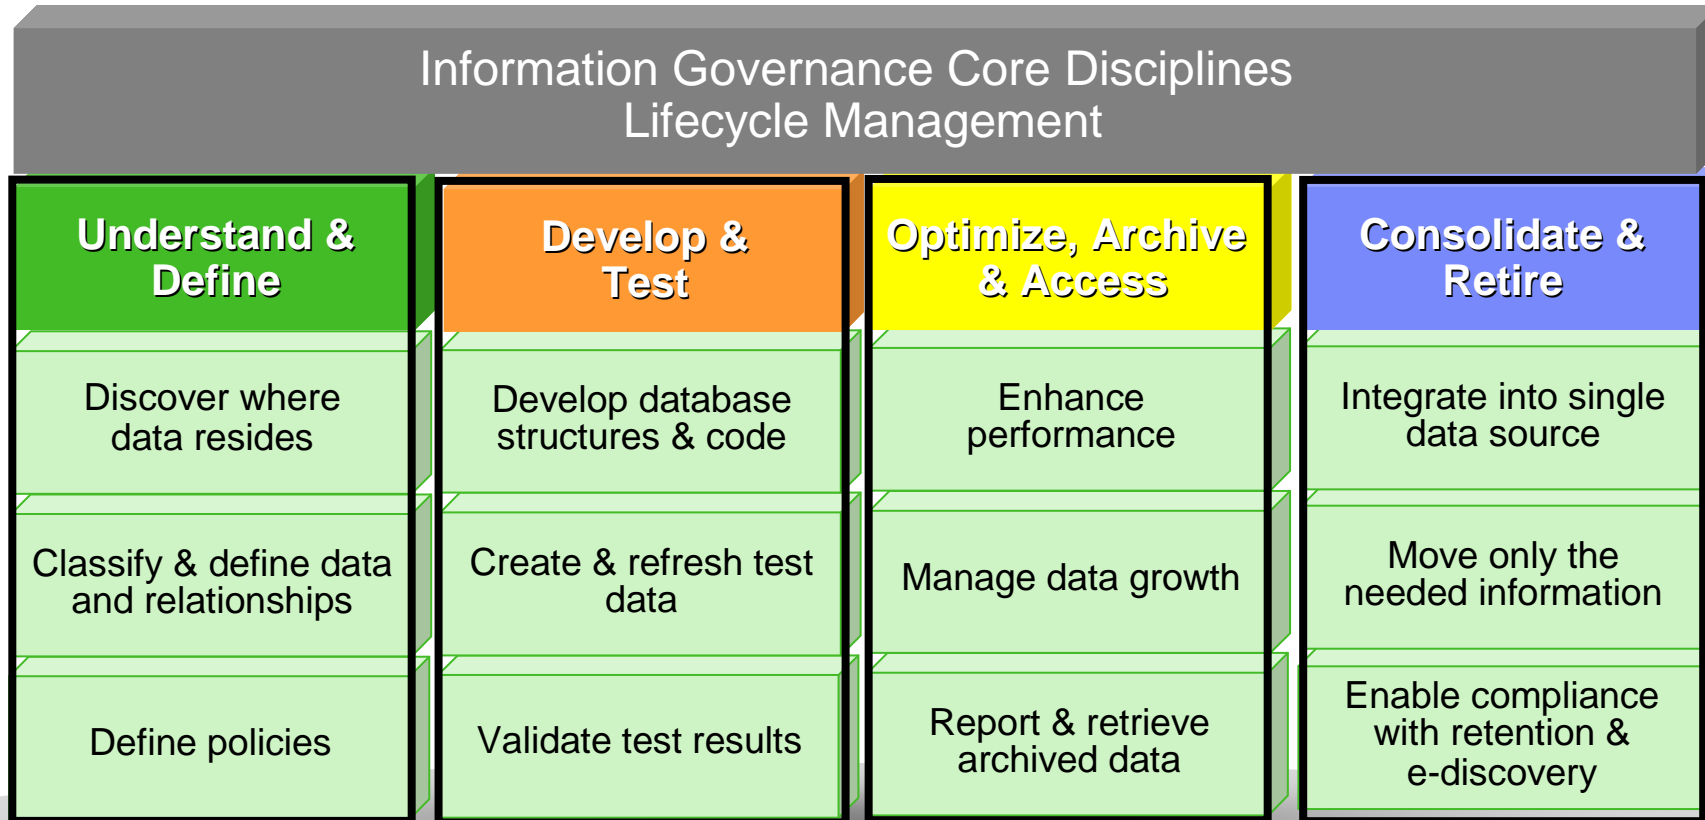 Information Governance Core Disciplines
Lifecycle Management
Understand &
Define
Discover where
data resides
Classify & define data
and relationships
Define policies
Develop &
Test
Develop database
structures & code
Create & refresh test
data
Validate test results
Optimize, Archive
& Access
Enhance
performance
Manage data growth
Report & retrieve
archived data
Consolidate &
Retire
Integrate into single
data source
Move only the
needed information
Enable compliance
with retention &
e-discovery